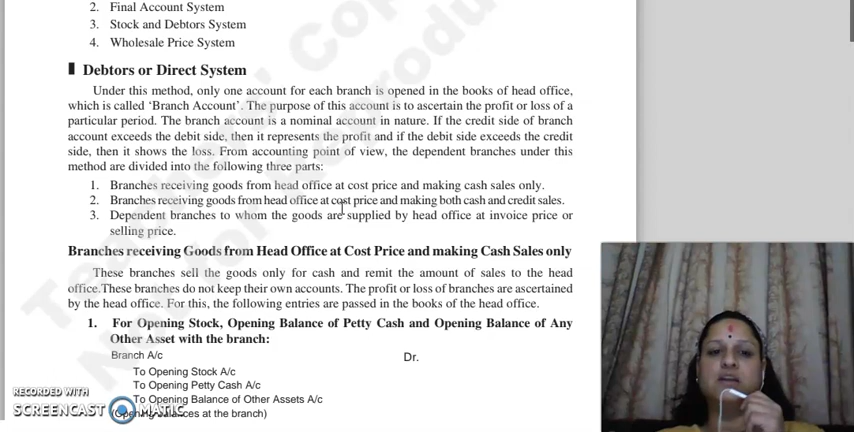 2. Final Account System
3. Stock and Debtors System
4. Wholesale Price System
Debtors or Direct System
Under this method, only one account for each branch is opened in the books of head office,
which is called ‘Branch Account’. The purpose of this account is to ascertain the profit or loss of a
particular period. The branch account is a nominal account in nature. If the credit side of branch
account exceeds the debit side, then it represents the profit and if the debit side exceeds the credit
side, then it shows the loss. From accounting point of view, the dependent branches under this
method are divided into the following three parts:
1. Branches receiving goods from head office at cost price and making cash sales only.
2. Branches receiving goods from head office at cost price and making both cash and credit sales.
3. Dependent branches to whom the goods are supplied by head office at invoice price or
selling price.
Branches receiving Goods from Head Office at Cost Price and making Cash Sales only
These branches sell the goods only for cash and remit the amount of sales to the head
office.These branches do not keep their own accounts. The profit or loss of branches are ascertained
by the head office. For this, the following entries are passed in the books of the head office.
1. For Opening Stock, Opening Balance of Petty Cash and Opening Balance of Any
Other Asset with the branch:
Branch A/c Dr.
To Opening Stock A/c
To Opening Petty Cash A/c
To Opening Balance of Other Assets A/c
(Opening balances at the branch)
RECORDED WITH
SCREENCAST MATIC